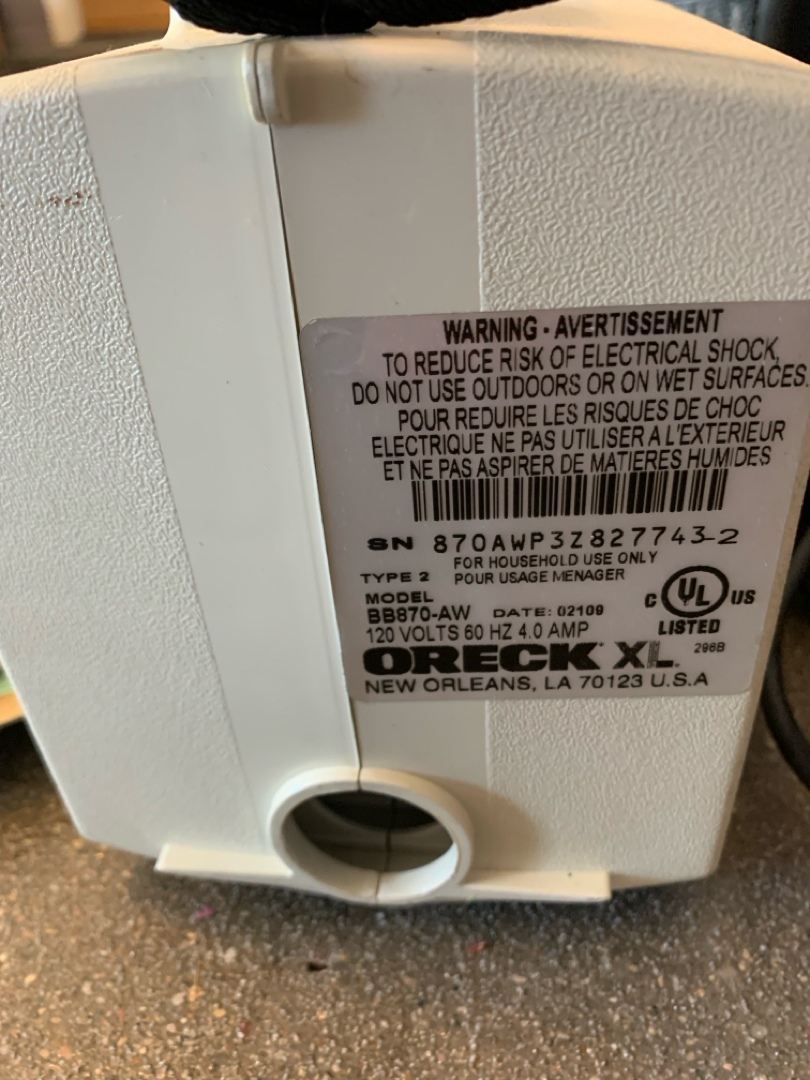 WARNING - AVERTISSEMENT
TO REDUCE RISK OF ELECTRICAL SHOCK,
DO NOT USE OUTDOORS OR ON WET SURFACES.
POUR REDUIRE LES RISQUES DE CHOC
ELECTRIQUE NE PAS UTILISER A L'EXTERIEUR
ET NE PAS ASPIRER DE MATIERES HUMIDES
SN 870AWP3Z827743-2
FOR HOUSEHOLD USE ONLY
TYPE 2 POUR USAGE MENAGER
MODEL
BB870-AW DATE: 02109
120 VOLTS 60 HZ 4.0 AMP
C UL US
LISTED
298B
ORECK XL
NEW ORLEANS, LA 70123 U.S.A